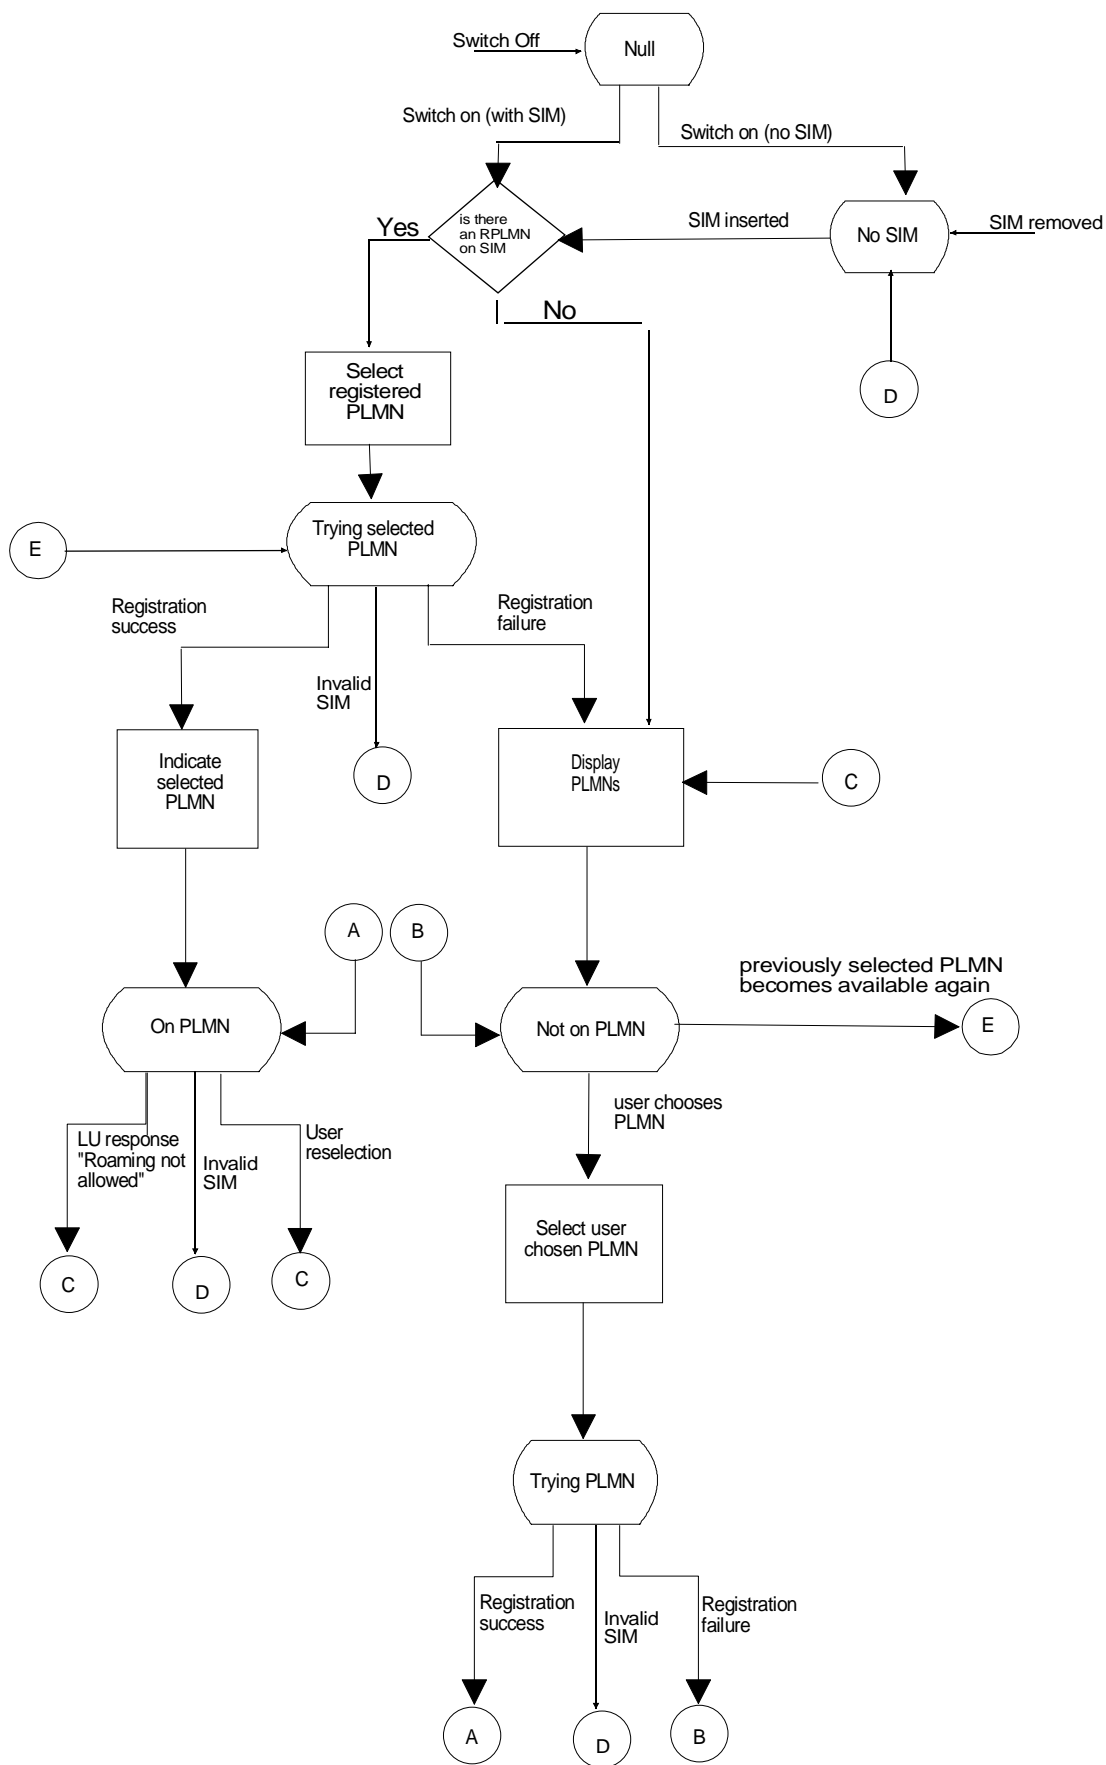 Switch Off
Null
Switch on (with SIM)
Switch on (no SIM)
Yes
is there
an RPLMN
on SIM
SIM inserted
No SIM
SIM removed
No
Select
registered
PLMN
D
Trying selected
PLMN
E
Registration
success
Invalid
SIM
Registration
failure
Indicate
selected
PLMN
D
Display
PLMNs
C
A
B
On PLMN
Not on PLMN
previously selected PLMN
becomes available again
E
LU response
"Roaming not
allowed"
Invalid
SIM
User
reselection
user chooses
PLMN
C
D
C
Select user
chosen PLMN
Trying PLMN
Registration
success
Invalid
SIM
Registration
failure
A
D
B